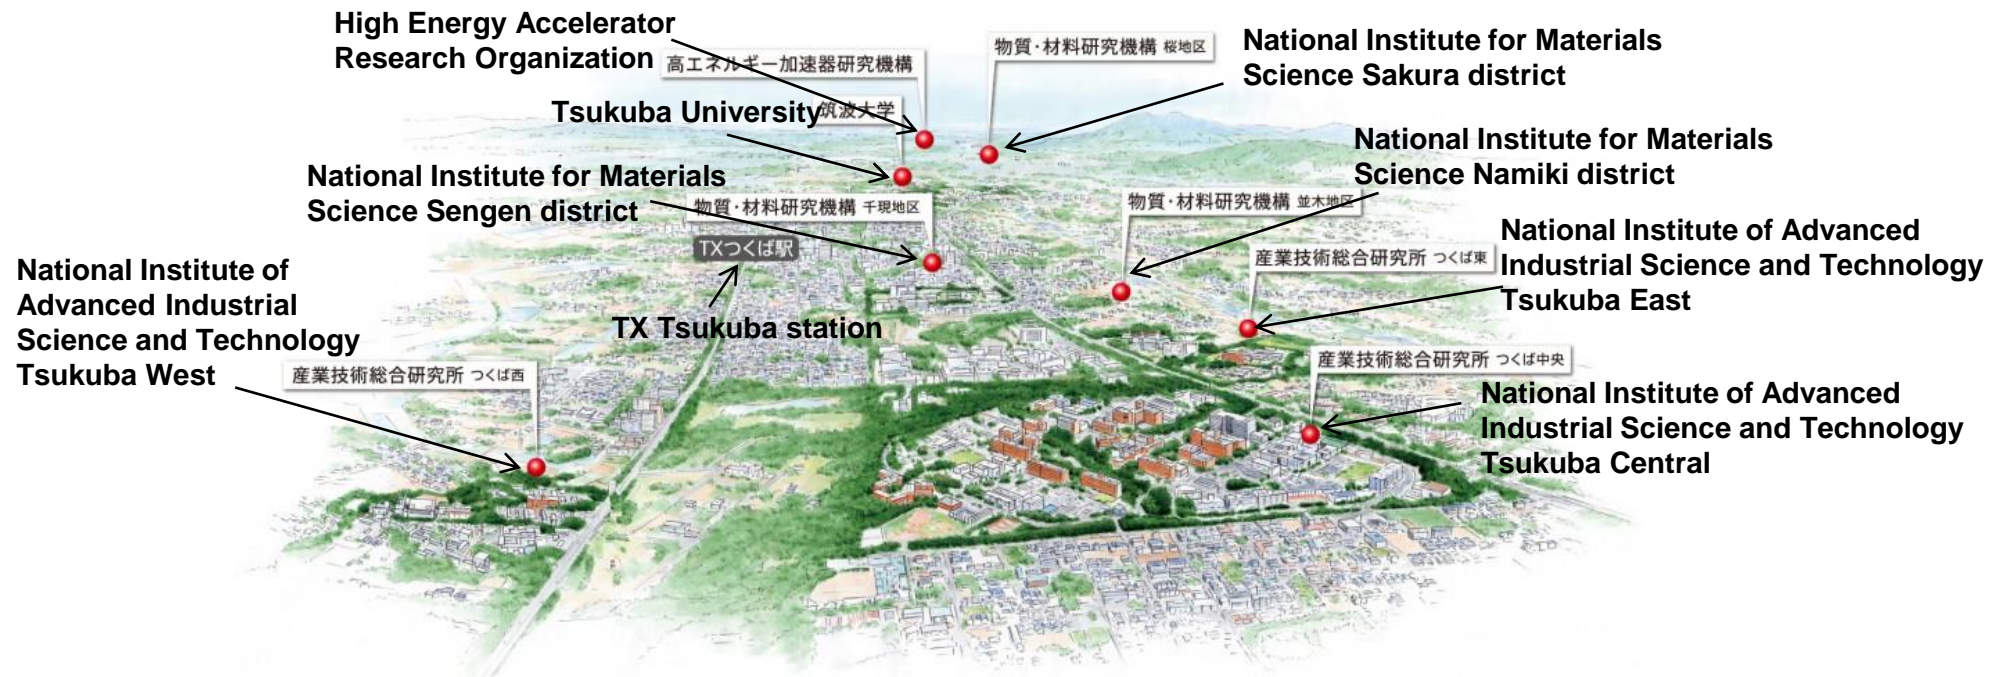 High Energy Accelerator
Research Organization
高エネルギー加速器研究機構
物質・材料研究機構 桜地区
National Institute for Materials
Science Sakura district
Tsukuba University
筑波大学
National Institute for Materials
Science Namiki district
物質・材料研究機構 並木地区
National Institute for Materials
Science Sengen district
物質・材料研究機構 千現地区
TXつくば駅
TX Tsukuba station
National Institute of Advanced
Industrial Science and Technology
Tsukuba East
産業技術総合研究所 つくば東
National Institute of
Advanced Industrial
Science and Technology
Tsukuba West
産業技術総合研究所 つくば西
産業技術総合研究所 つくば中央
National Institute of Advanced
Industrial Science and Technology
Tsukuba Central